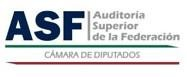 ASF
Auditoría
Superior
de la Federación
CÁMARA DE DIPUTADOS